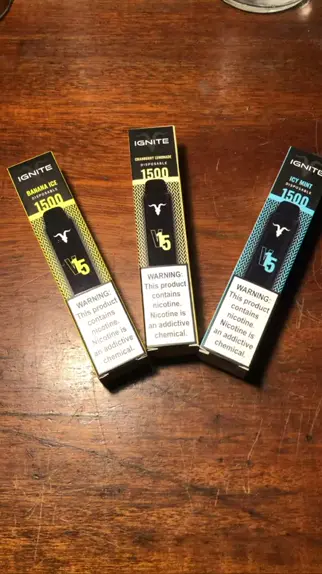 IGNITE
BANANA ICE
DISPOSABLE
1500
V15
WARNING:
This product
contains
nicotine.
Nicotine is
an addictive
chemical.
IGNITE
CRANBERRY LEMONADE
DISPOSABLE
1500
V15
WARNING:
This product
contains
nicotine.
Nicotine is
an addictive
chemical.
IGNITE
ICY MINT
DISPOSABLE
1500
V15
WARNING:
This product
contains
nicotine.
Nicotine is
an addictive
chemical.